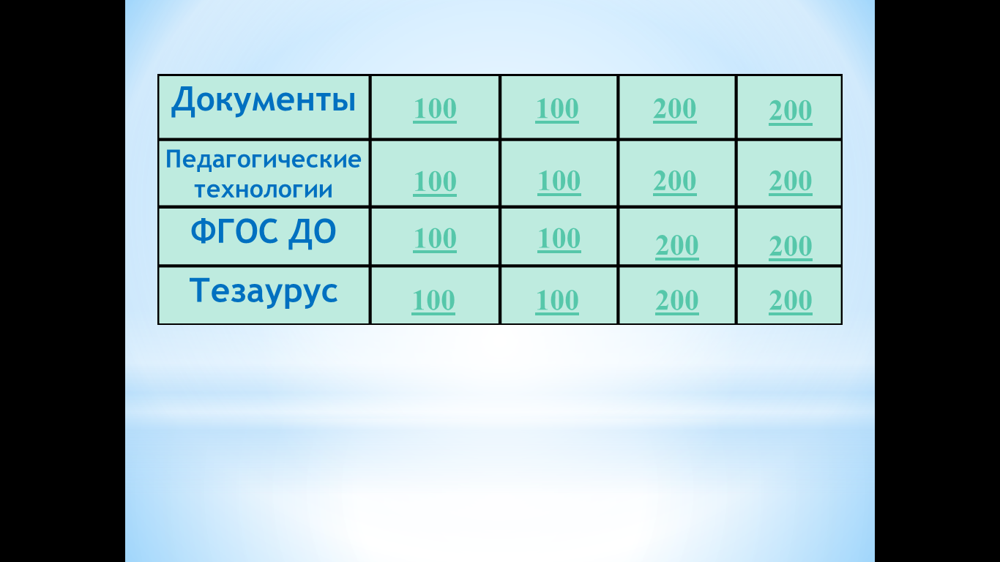 Документы 100 100 200 200
Педагогические
технологии 100 100 200 200
ФГОС ДО 100 100 200 200
Тезаурус 100 100 200 200